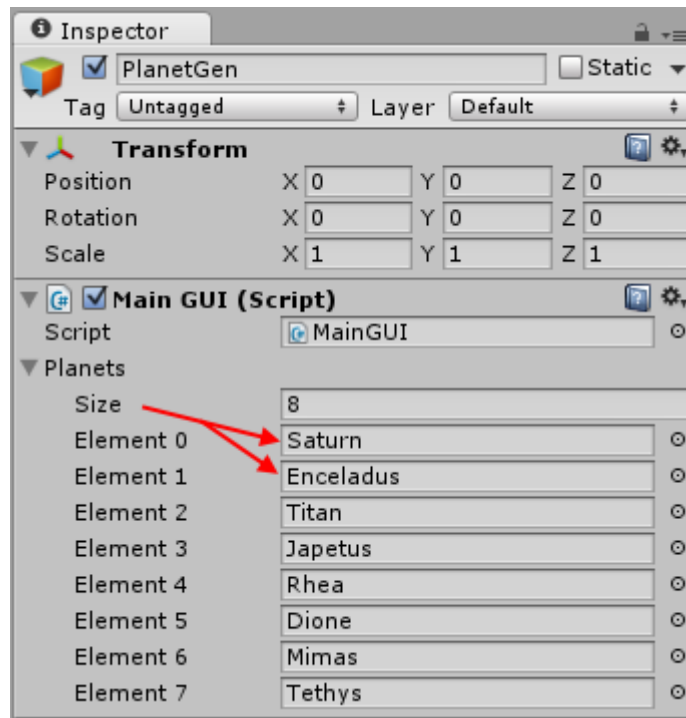 Inspector
PlanetGen Static
Tag Untagged Layer Default
Transform
Position X 0 Y 0 Z 0
Rotation X 0 Y 0 Z 0
Scale X 1 Y 1 Z 1
Main GUI (Script)
Script MainGUI
Planets
Size 8
Element 0 Saturn
Element 1 Enceladus
Element 2 Titan
Element 3 Japetus
Element 4 Rhea
Element 5 Dione
Element 6 Mimas
Element 7 Tethys